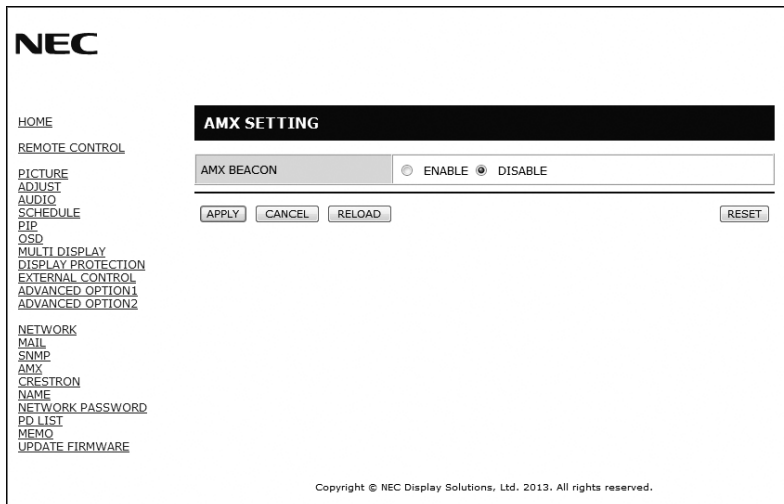 NEC
HOME
REMOTE CONTROL
PICTURE
ADJUST
AUDIO
SCHEDULE
PIP
OSD
MULTI DISPLAY
DISPLAY PROTECTION
EXTERNAL CONTROL
ADVANCED OPTION1
ADVANCED OPTION2
NETWORK
MAIL
SNMP
AMX
CRESTRON
NAME
NETWORK PASSWORD
PD LIST
MEMO
UPDATE FIRMWARE
AMX SETTING
AMX BEACON ENABLE DISABLE
APPLY CANCEL RELOAD RESET
Copyright © NEC Display Solutions, Ltd. 2013. All rights reserved.